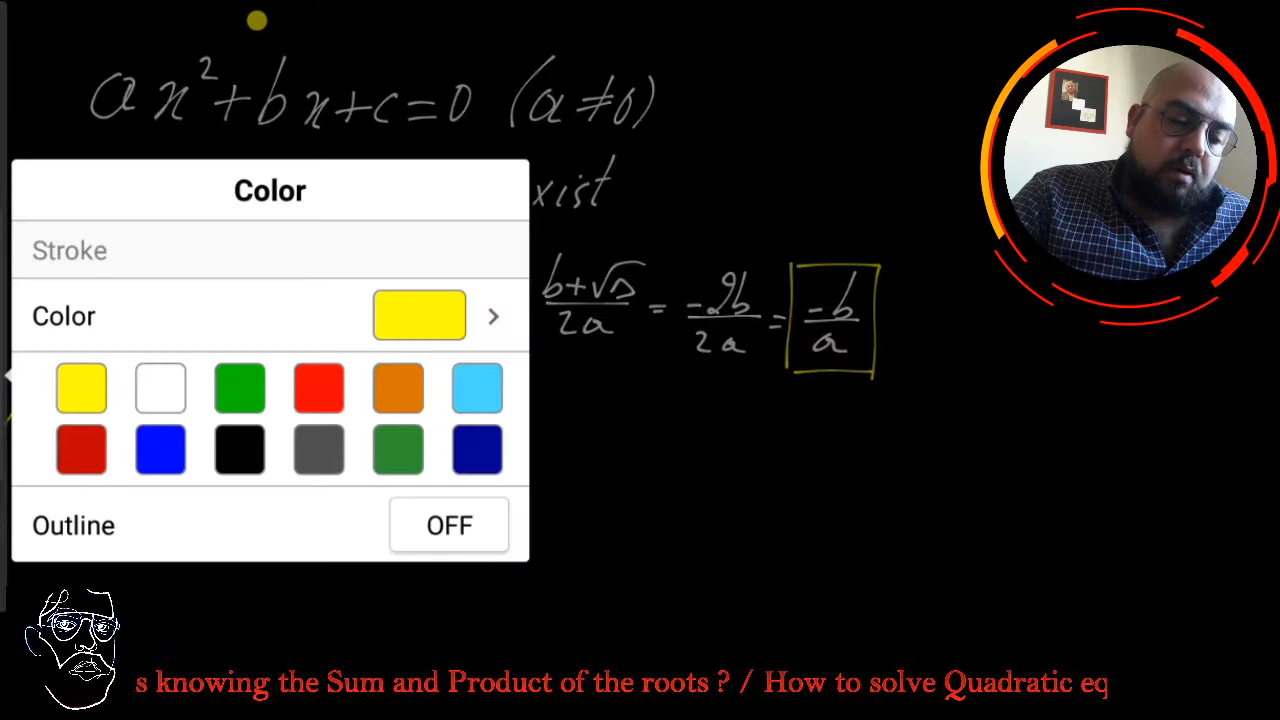 ax²+bx+c=0 (a≠0)
xist
b+√Δ/2a = -2b/2a = -b/a
Color
Stroke
Color
Outline OFF
s knowing the Sum and Product of the roots ? / How to solve Quadratic eq